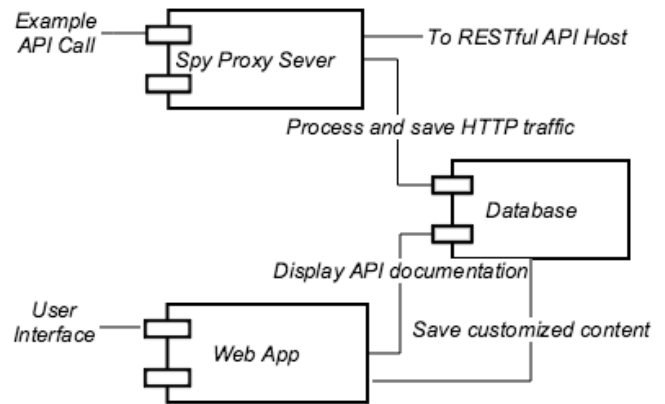 Example
API Call
Spy Proxy Sever
To RESTful API Host
Process and save HTTP traffic
Database
Display API documentation
User
Interface
Web App
Save customized content